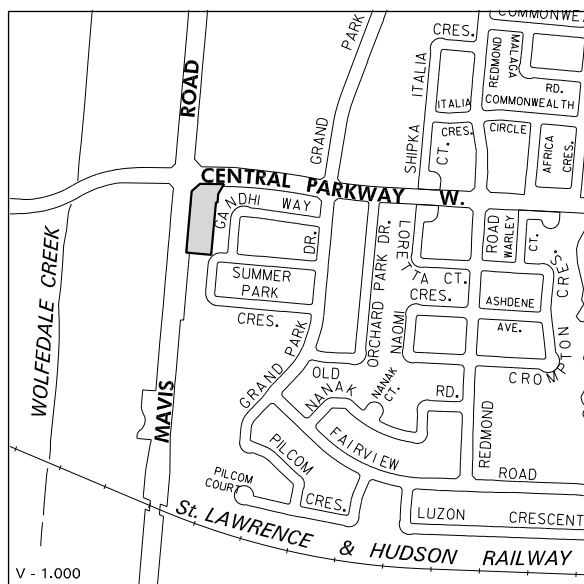 COMMONWE
CRES.
PARK
ITALIA
REDMOND
MALAGA
RD.
ROAD
ITALIA
COMMONWEALTH
GRAND
SHIPKA
CRES.
CIRCLE
CT.
AFRICA
CRES.
CENTRAL PARKWAY W.
GANDHI WAY
DR.
LORETTA CT.
ORCHARD PARK DR.
ROAD
WARLEY
CT.
CRES.
SUMMER
PARK
CRES.
CRES.
ASHDENE
AVE.
NAOMI
CROMPTON
WOLFEDALE CREEK
GRAND PARK
OLD
NANAK
NANAK
CT.
RD.
MAVIS
FAIRVIEW
REDMOND
ROAD
PILCOM
PILCOM
COURT
CRES.
LUZON CRESCENT
St. LAWRENCE & HUDSON RAILWAY
V - 1.000